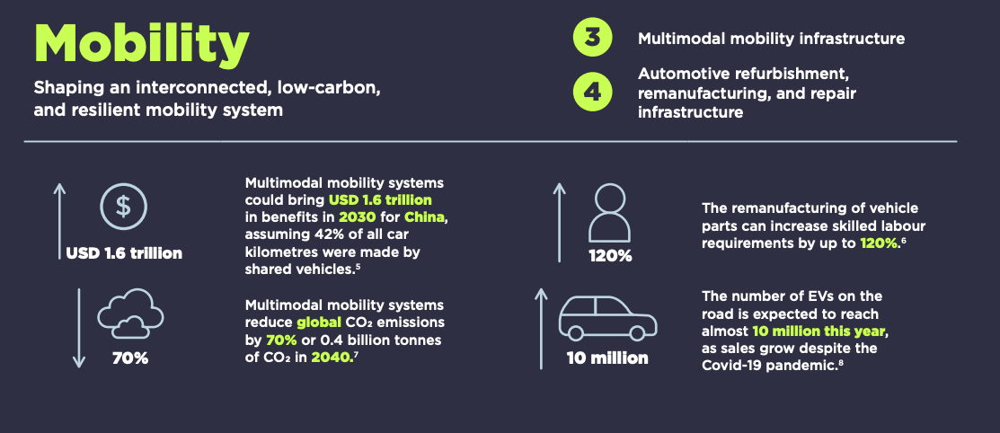 Mobility
Shaping an interconnected, low-carbon,
and resilient mobility system
3
Multimodal mobility infrastructure
4
Automotive refurbishment,
remanufacturing, and repair
infrastructure
$
USD 1.6 trillion
Multimodal mobility systems
could bring USD 1.6 trillion
in benefits in 2030 for China,
assuming 42% of all car
kilometres were made by
shared vehicles.⁵
120%
The remanufacturing of vehicle
parts can increase skilled labour
requirements by up to 120%.⁶
70%
Multimodal mobility systems
reduce global CO₂ emissions
by 70% or 0.4 billion tonnes
of CO₂ in 2040.⁷
10 million
The number of EVs on the
road is expected to reach
almost 10 million this year,
as sales grow despite the
Covid-19 pandemic.⁸